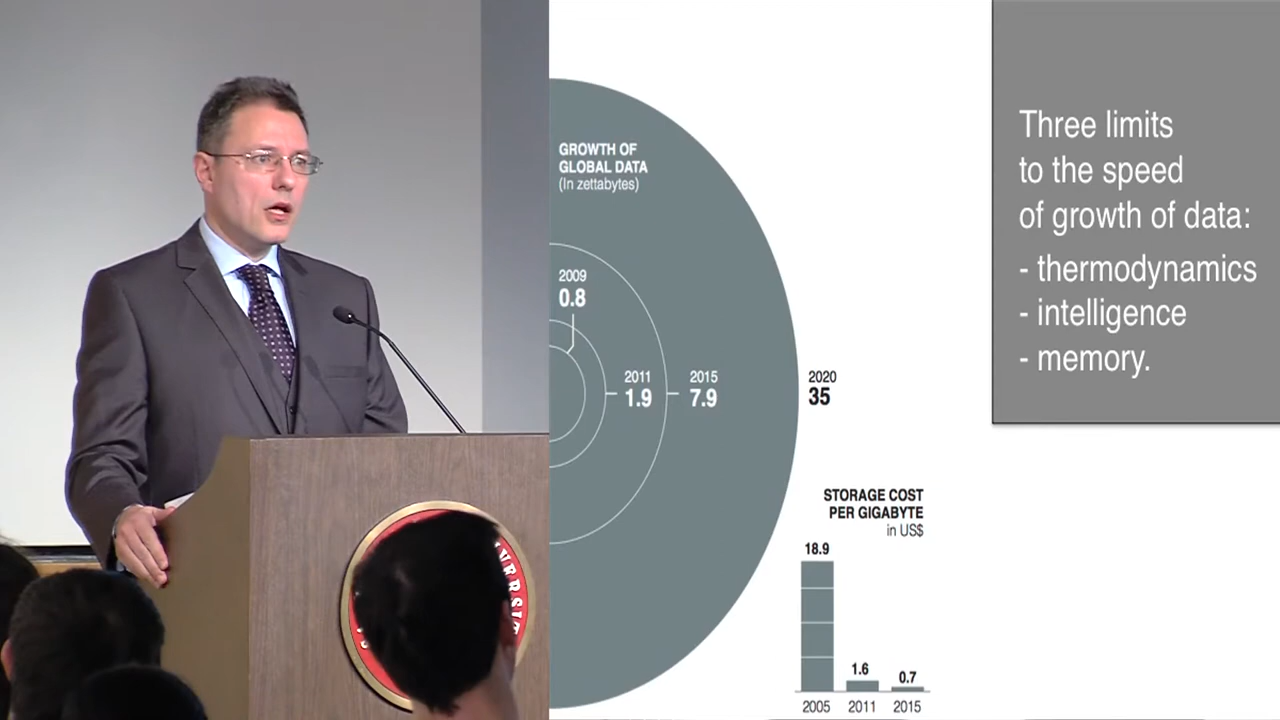 GROWTH OF
GLOBAL DATA
(In zettabytes)
2009
0.8
2011
1.9
2015
7.9
2020
35
Three limits
to the speed
of growth of data:
- thermodynamics
- intelligence
- memory.
STORAGE COST
PER GIGABYTE
in US$
18.9
1.6
0.7
2005
2011
2015